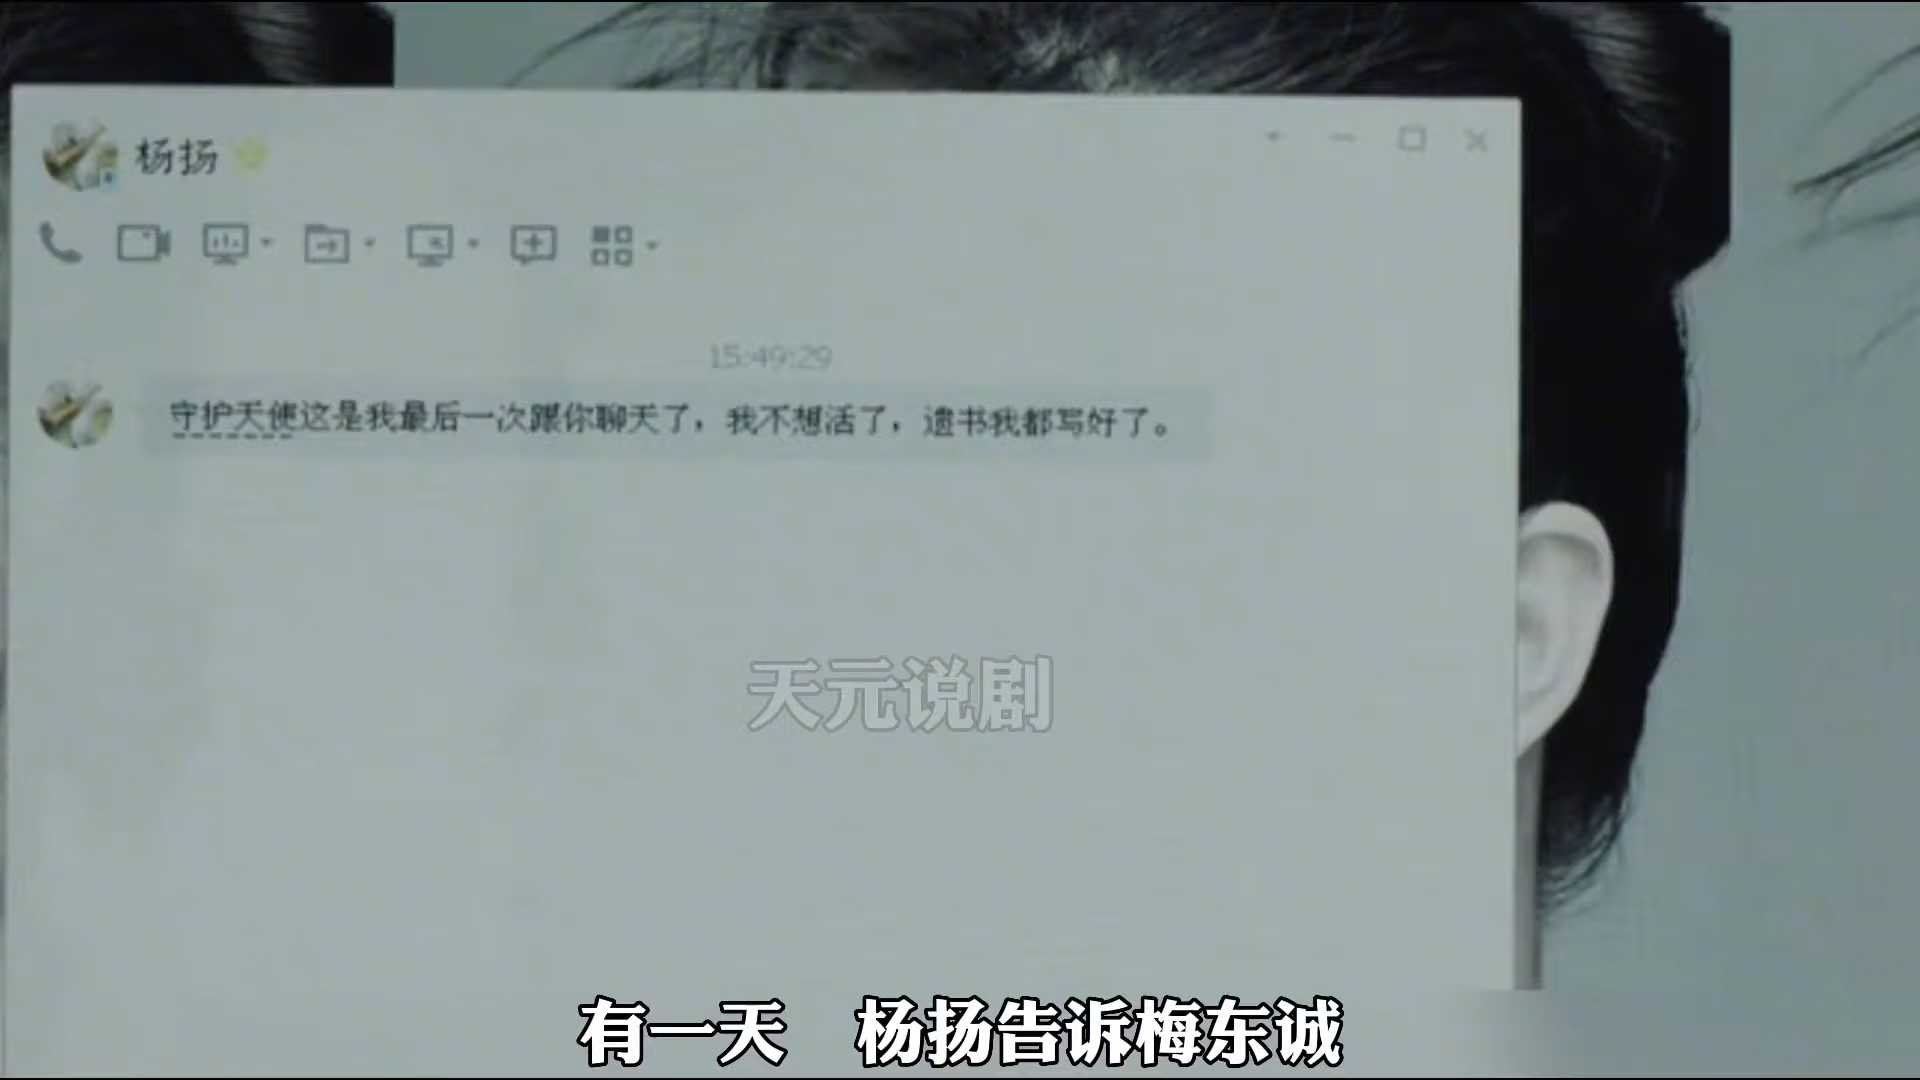 杨扬
15:49:29
守护天使这是我最后一次跟你聊天了，我不想活了，遗书我都写好了。
天元说剧
有一天 杨扬告诉梅东诚